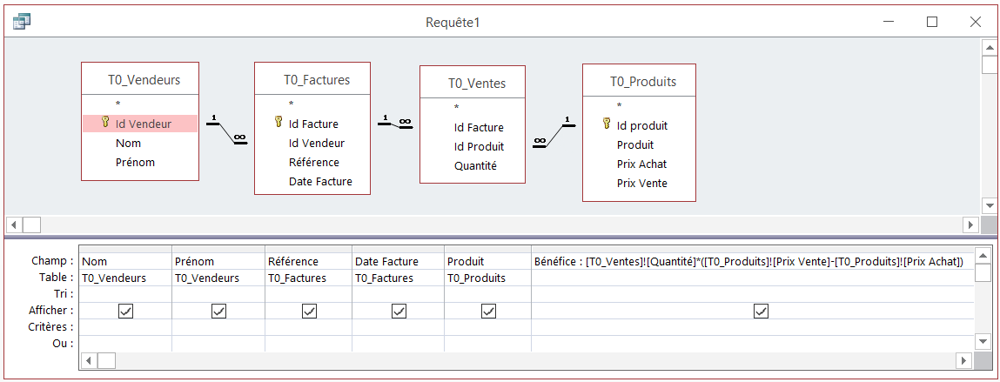 Requête1
T0_Vendeurs
*
Id Vendeur
Nom
Prénom
1
∞
T0_Factures
*
Id Facture
Id Vendeur
Référence
Date Facture
1
∞
T0_Ventes
*
Id Facture
Id Produit
Quantité
∞
1
T0_Produits
*
Id produit
Produit
Prix Achat
Prix Vente
Champ : Nom Prénom Référence Date Facture Produit Bénéfice : [T0_Ventes]![Quantité]*([T0_Produits]![Prix Vente]-[T0_Produits]![Prix Achat])
Table : T0_Vendeurs T0_Vendeurs T0_Factures T0_Factures T0_Produits
Tri :
Afficher :
Critères :
Ou :